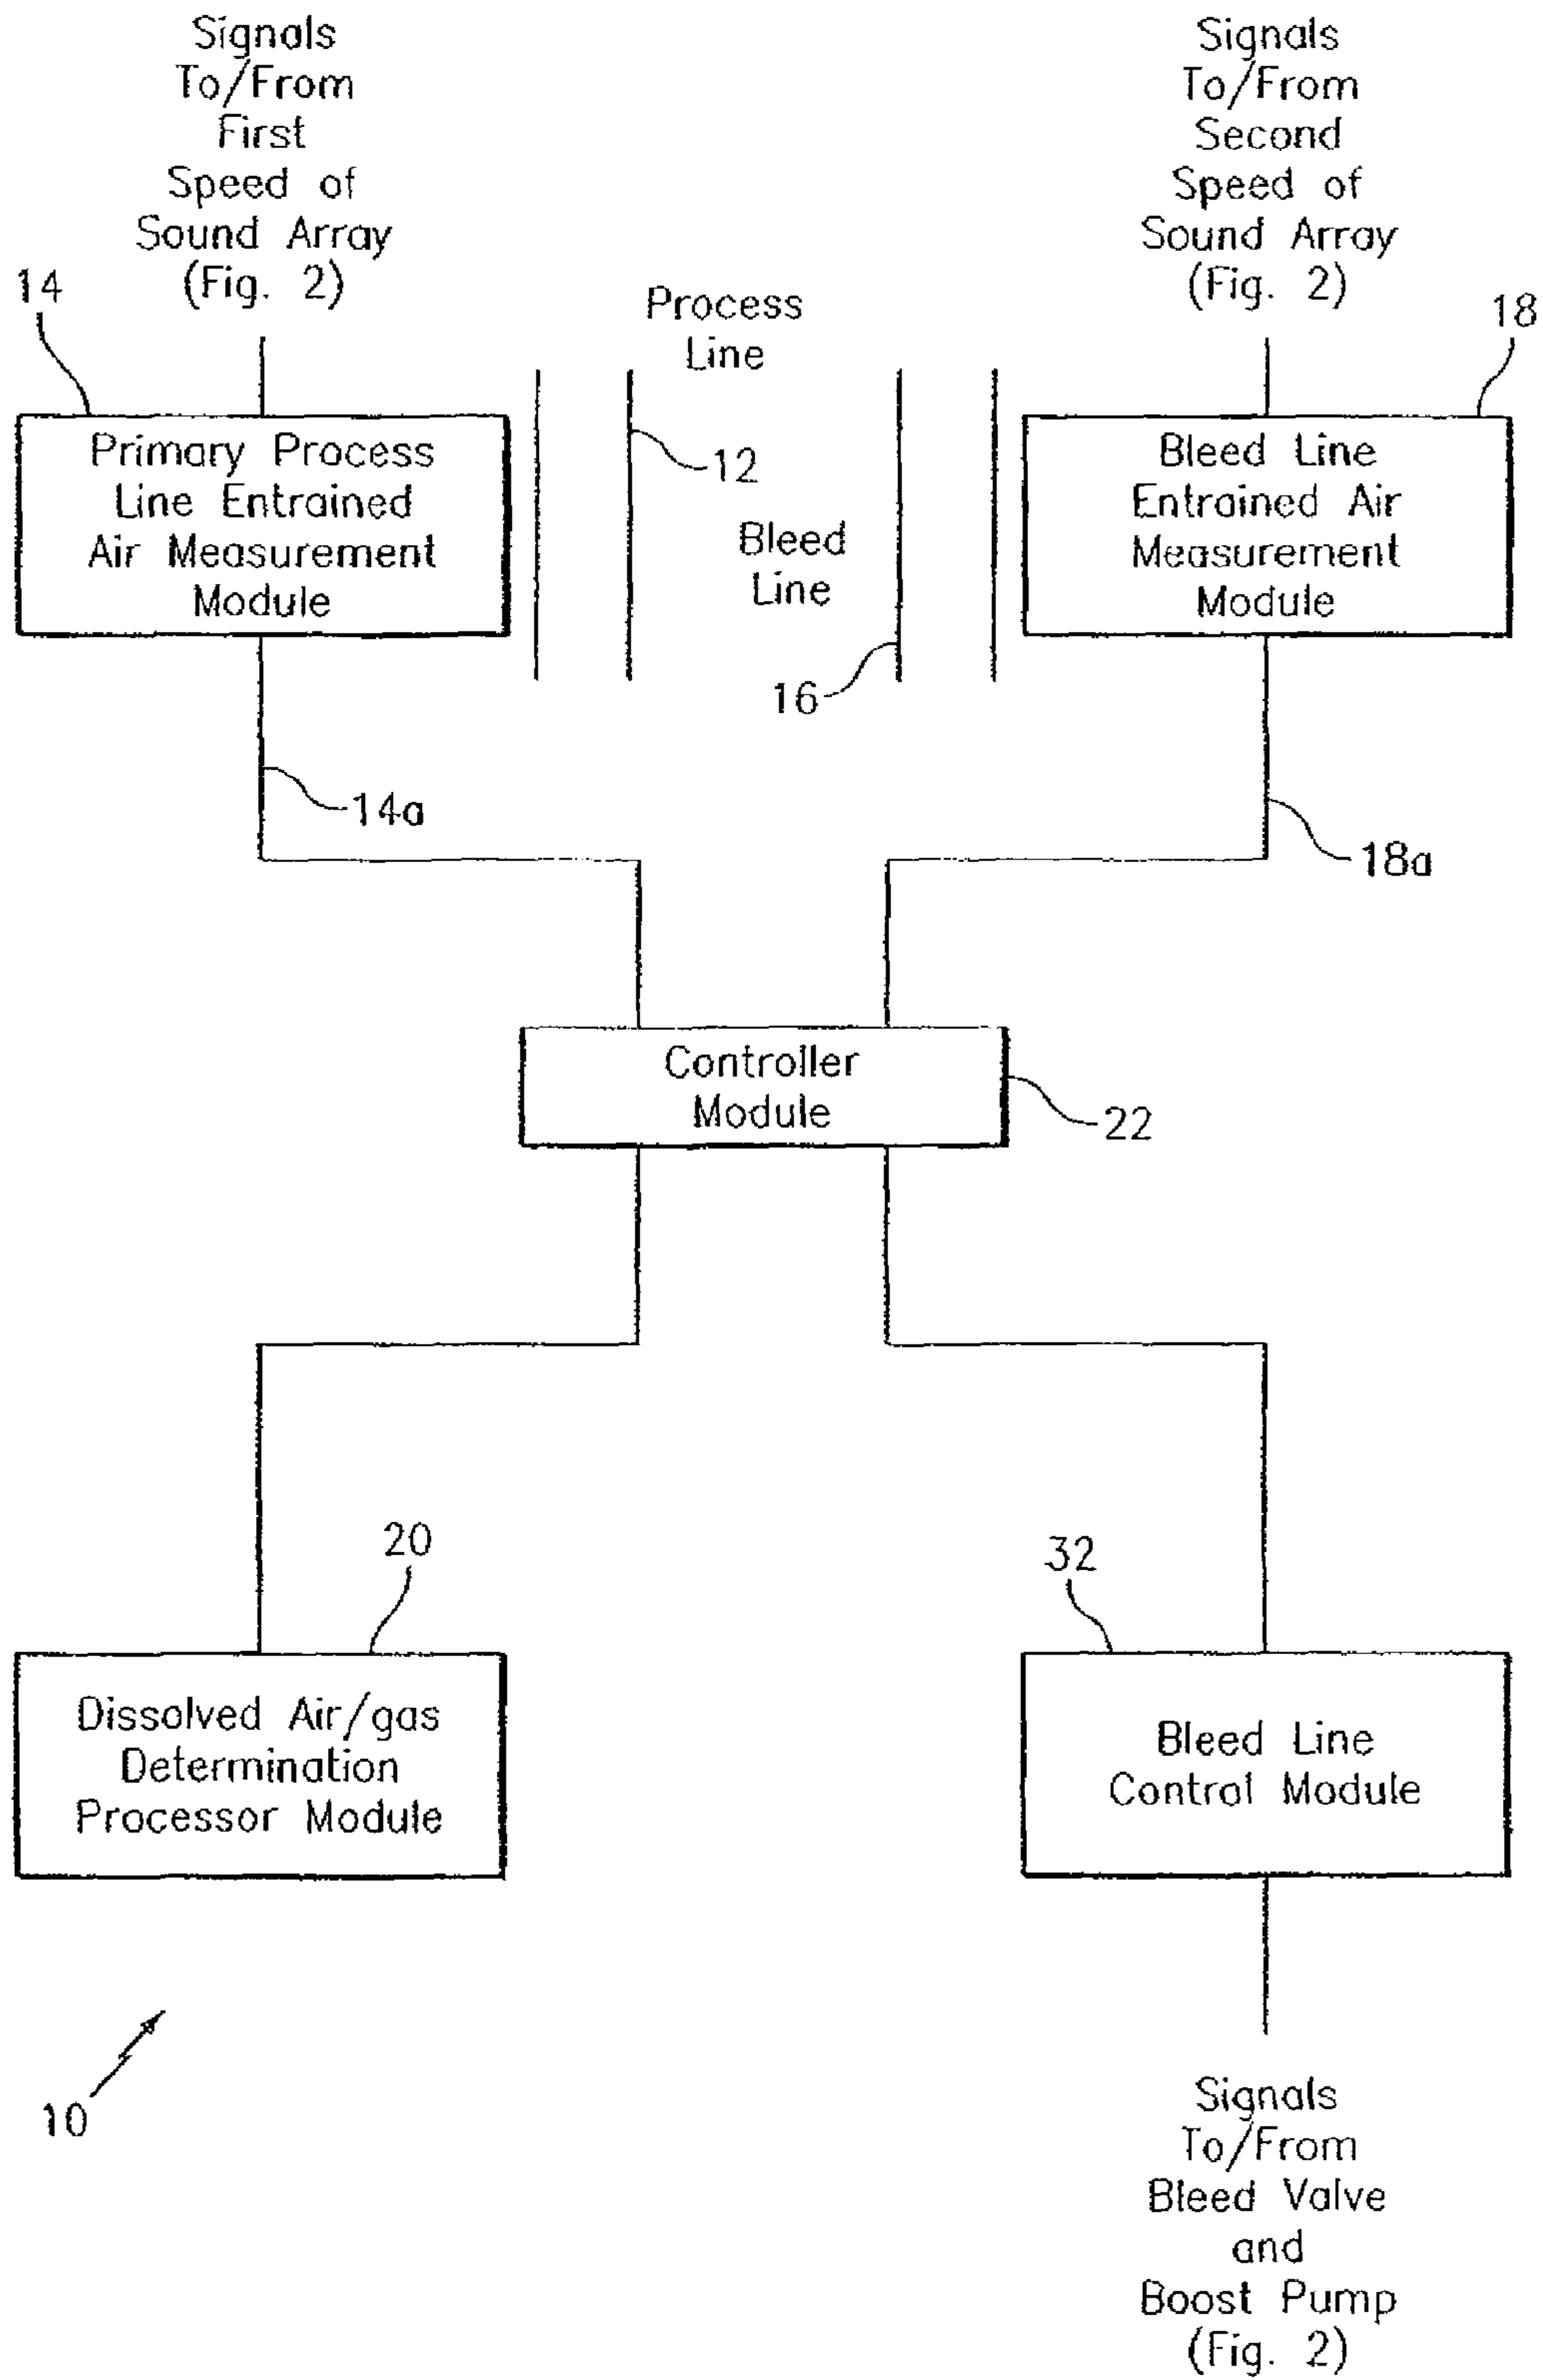 Signals
To/From
First
Speed of
Sound Array
(Fig. 2)
Signals
To/From
Second
Speed of
Sound Array
(Fig. 2)
14
Process
Line
18
Primary Process
Line Entrained
Air Measurement
Module
12
Bleed
Line
16
Bleed Line
Entrained Air
Measurement
Module
14a
18a
Controller
Module
22
20
32
Dissolved Air/gas
Determination
Processor Module
Bleed Line
Control Module
10
Signals
To/From
Bleed Valve
and
Boost Pump
(Fig. 2)